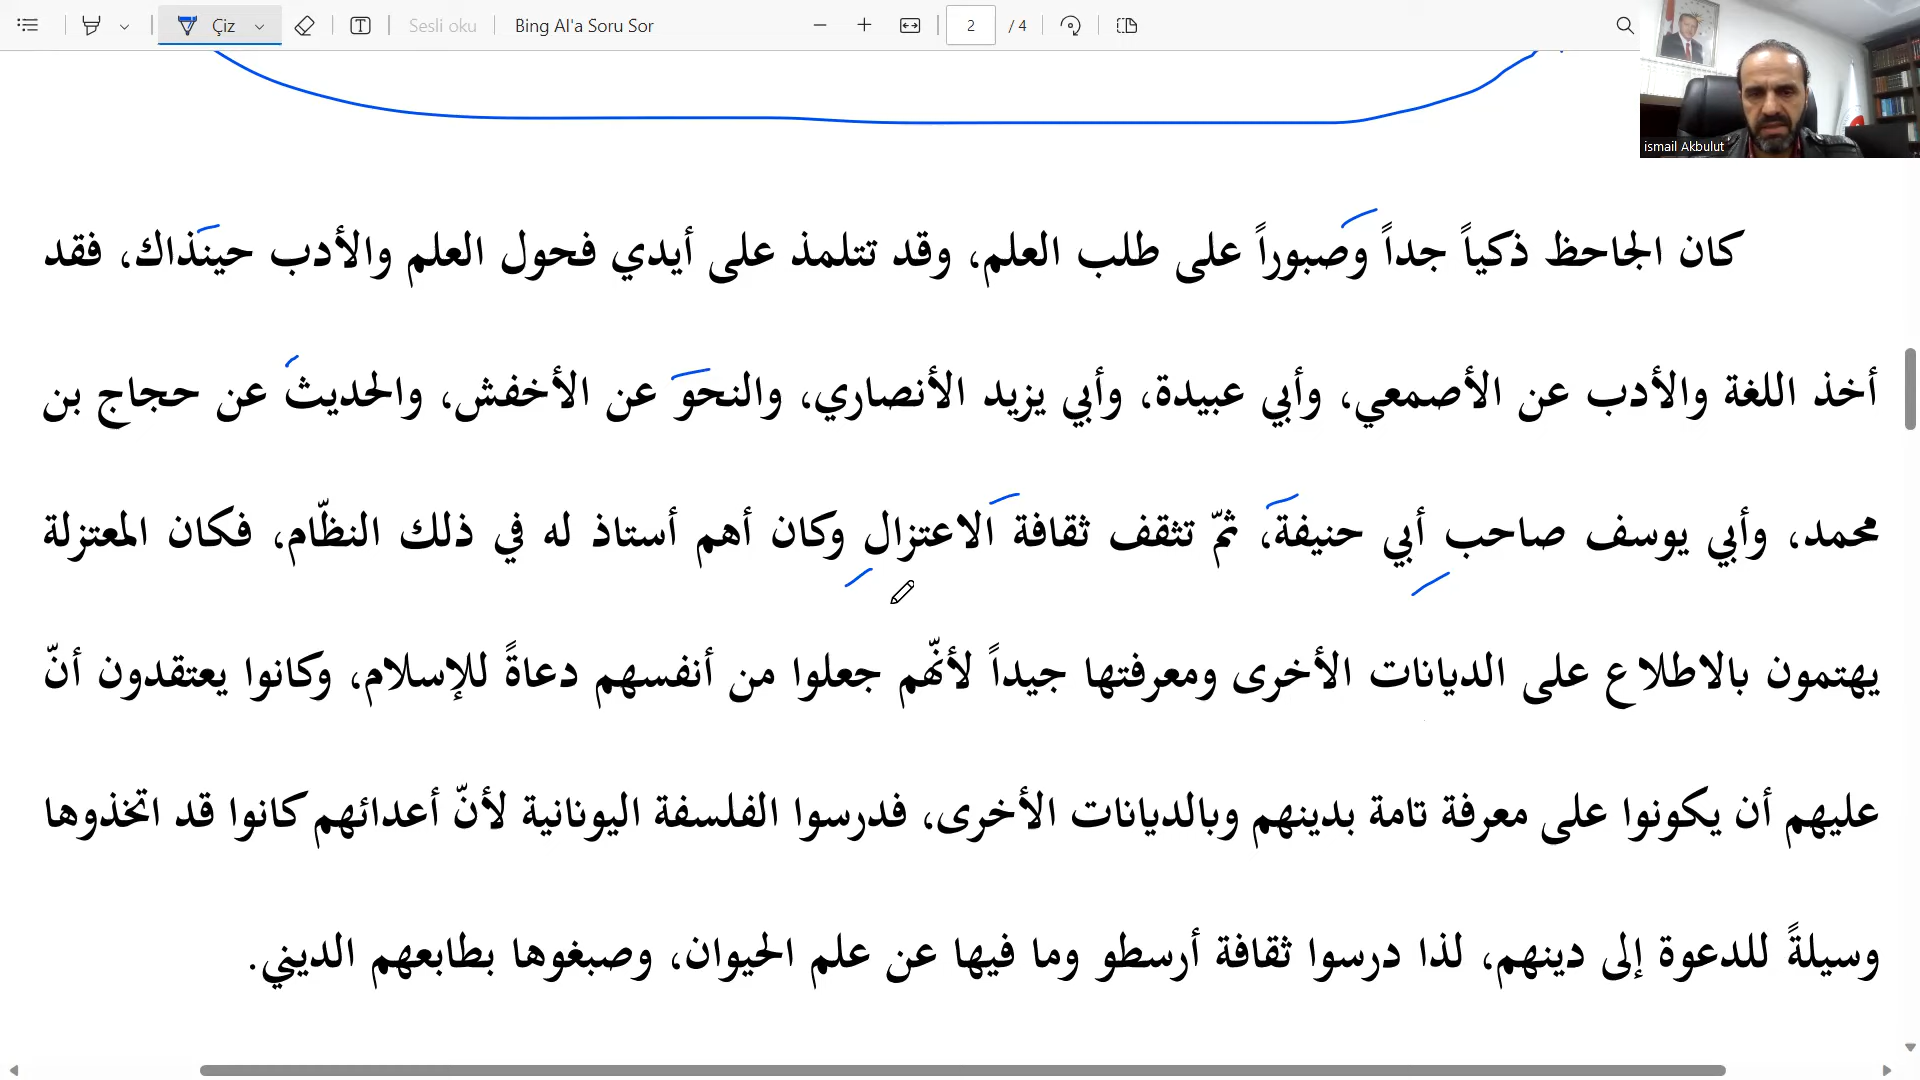 Çiz
Sesli oku
Bing AI'a Soru Sor
2
/ 4
ismail Akbulut
كان الجاحظ ذكياً جداً وصبوراً على طلب العلم، وقد تتلمذ على أيدي فحول العلم والأدب حينذاك، فقد
أخذ اللغة والأدب عن الأصمعي، وأبي عبيدة، وأبي يزيد الأنصاري، والنحو عن الأخفش، والحديث عن حجاج بن
محمد، وأبي يوسف صاحب أبي حنيفة، ثمّ تثقف ثقافة الاعتزال وكان أهم أستاذ له في ذلك النظّام، فكان المعتزلة
يهتمون بالاطلاع على الديانات الأخرى ومعرفتها جيداً لأنّهم جعلوا من أنفسهم دعاةً للإسلام، وكانوا يعتقدون أنّ
عليهم أن يكونوا على معرفة تامة بدينهم وبالديانات الأخرى، فدرسوا الفلسفة اليونانية لأنّ أعدائهم كانوا قد اتخذوها
وسيلةً للدعوة إلى دينهم، لذا درسوا ثقافة أرسطو وما فيها عن علم الحيوان، وصبغوها بطابعهم الديني.